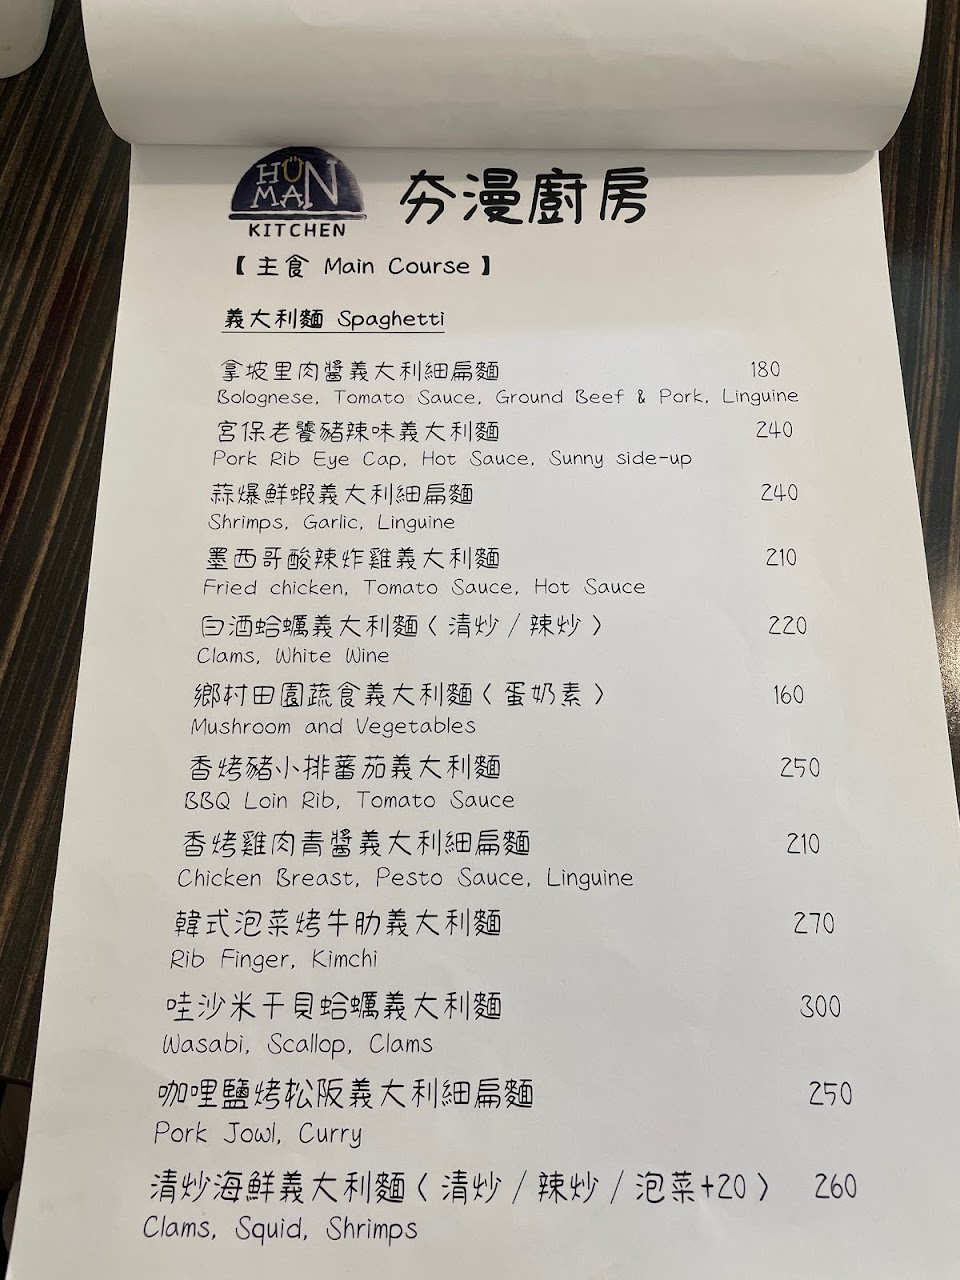 HÜN
MAN
KITCHEN
夯漫廚房
【主食 Main Course】
義大利麵 Spaghetti
拿坡里肉醬義大利細扁麵 180
Bolognese, Tomato Sauce, Ground Beef & Pork, Linguine
宮保老饕豬辣味義大利麵 240
Pork Rib Eye Cap, Hot Sauce, Sunny side-up
蒜爆鮮蝦義大利細扁麵 240
Shrimps, Garlic, Linguine
墨西哥酸辣炸雞義大利麵 210
Fried chicken, Tomato Sauce, Hot Sauce
白酒蛤蠣義大利麵〈清炒/辣炒〉 220
Clams, White Wine
鄉村田園蔬食義大利麵〈蛋奶素〉 160
Mushroom and Vegetables
香烤豬小排蕃茄義大利麵 250
BBQ Loin Rib, Tomato Sauce
香烤雞肉青醬義大利細扁麵 210
Chicken Breast, Pesto Sauce, Linguine
韓式泡菜烤牛肋義大利麵 270
Rib Finger, Kimchi
哇沙米干貝蛤蠣義大利麵 300
Wasabi, Scallop, Clams
咖哩鹽烤松阪義大利細扁麵 250
Pork Jowl, Curry
清炒海鮮義大利麵〈清炒/辣炒/泡菜+20〉 260
Clams, Squid, Shrimps